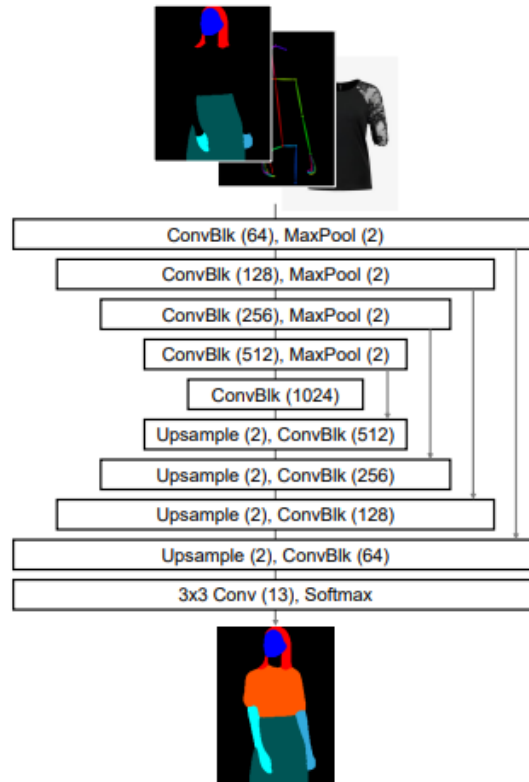 ConvBlk (64), MaxPool (2)
ConvBlk (128), MaxPool (2)
ConvBlk (256), MaxPool (2)
ConvBlk (512), MaxPool (2)
ConvBlk (1024)
Upsample (2), ConvBlk (512)
Upsample (2), ConvBlk (256)
Upsample (2), ConvBlk (128)
Upsample (2), ConvBlk (64)
3x3 Conv (13), Softmax